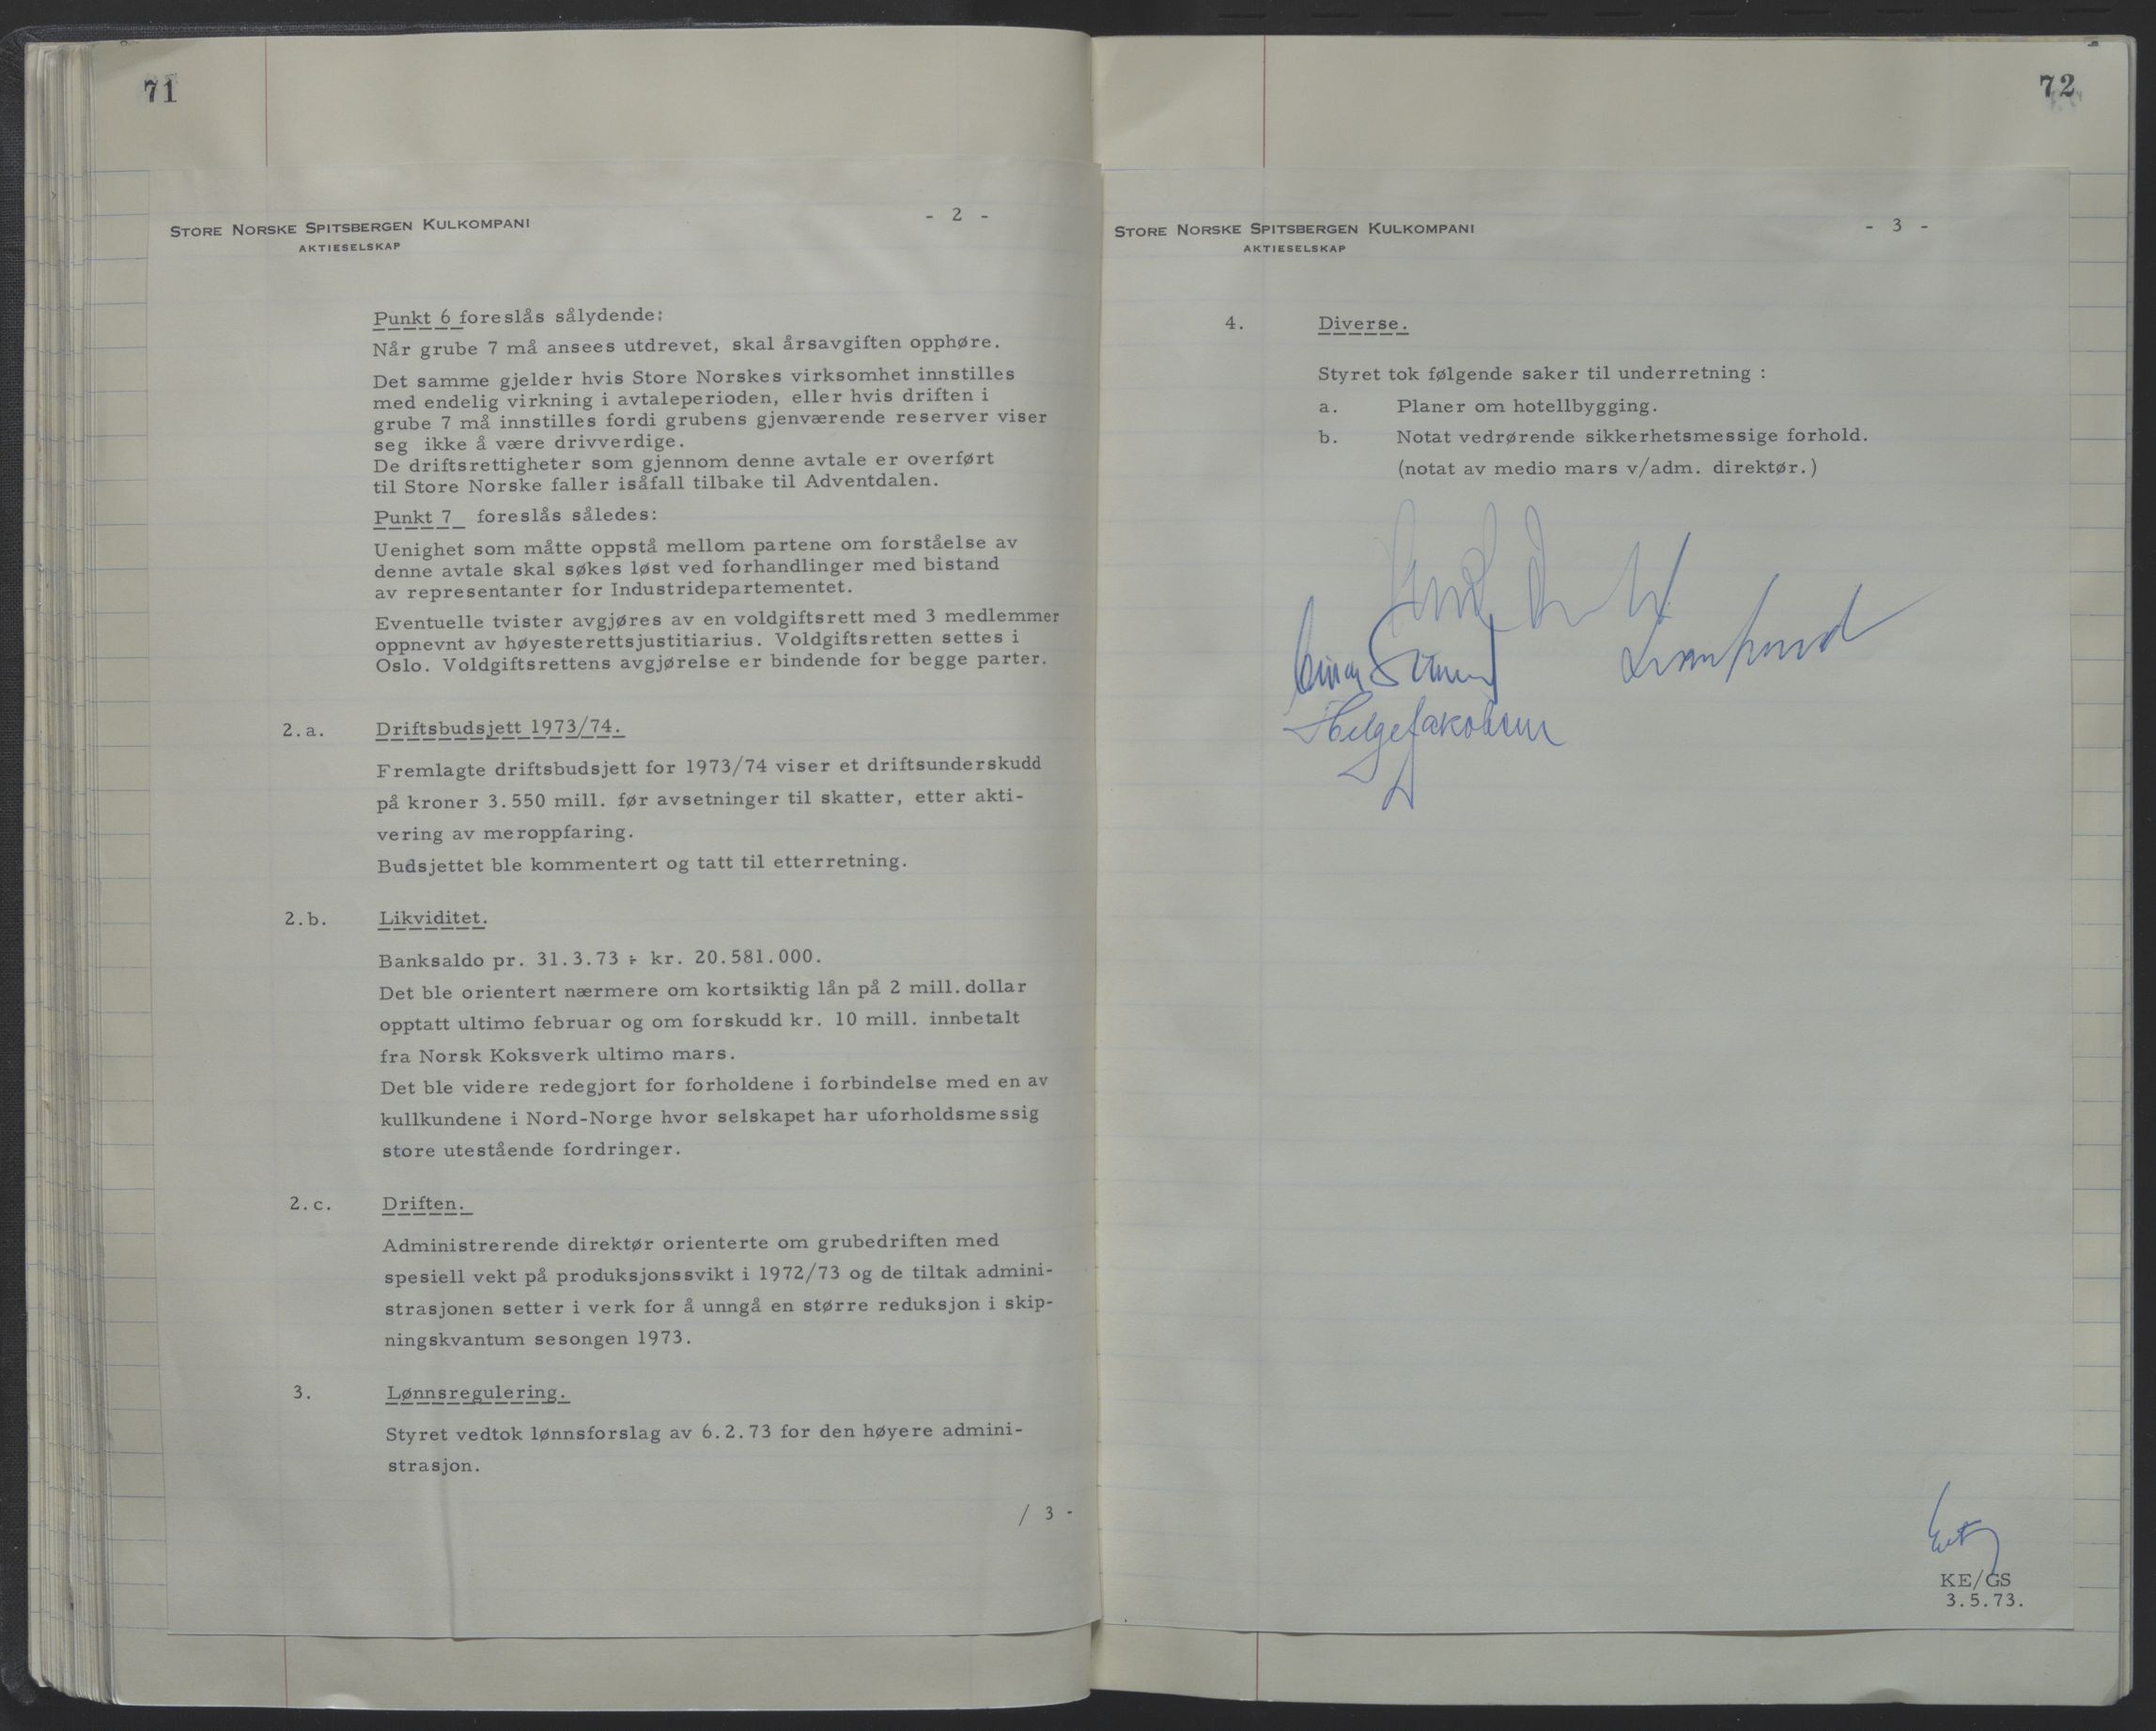 71
STORE NORSKE SPITSBERGEN KULKOMPANI
AKTIESELSKAP
- 2 -
Punkt 6 foreslås sålydende:
Når grube 7 må ansees utdrevet, skal årsavgiften opphøre.
Det samme gjelder hvis Store Norskes virksomhet innstilles
med endelig virkning i avtaleperioden, eller hvis driften i
grube 7 må innstilles fordi grubens gjenværende reserver viser
seg ikke å være drivverdige.
De driftsrettigheter som gjennom denne avtale er overført
til Store Norske faller isåfall tilbake til Adventdalen.
Punkt 7 foreslås således:
Uenighet som måtte oppstå mellom partene om forståelse av
denne avtale skal søkes løst ved forhandlinger med bistand
av representanter for Industridepartementet.
Eventuelle tvister avgjøres av en voldgiftsrett med 3 medlemmer
oppnevnt av høyesterettsjustitiarius. Voldgiftsretten settes i
Oslo. Voldgiftsrettens avgjørelse er bindende for begge parter.
2.a. Driftsbudsjett 1973/74.
Fremlagte driftsbudsjett for 1973/74 viser et driftsunderskudd
på kroner 3.550 mill. før avsetninger til skatter, etter akti-
vering av meroppfaring.
Budsjettet ble kommentert og tatt til etterretning.
2.b. Likviditet.
Banksaldo pr. 31.3.73 ÷ kr. 20.581.000.
Det ble orientert nærmere om kortsiktig lån på 2 mill. dollar
opptatt ultimo februar og om forskudd kr. 10 mill. innbetalt
fra Norsk Koksverk ultimo mars.
Det ble videre redegjort for forholdene i forbindelse med en av
kullkundene i Nord-Norge hvor selskapet har uforholdsmessig
store utestående fordringer.
2.c. Driften.
Administrerende direktør orienterte om grubedriften med
spesiell vekt på produksjonssvikt i 1972/73 og de tiltak admini-
strasjonen setter i verk for å unngå en større reduksjon i skip-
ningskvantum sesongen 1973.
3. Lønnsregulering.
Styret vedtok lønnsforslag av 6.2.73 for den høyere admini-
strasjon.
/ 3 -
72
STORE NORSKE SPITSBERGEN KULKOMPANI
AKTIESELSKAP
- 3 -
4. Diverse.
Styret tok følgende saker til underretning :
a. Planer om hotellbygging.
b. Notat vedrørende sikkerhetsmessige forhold.
(notat av medio mars v/adm. direktør.)
Helge Jakobsen
KE/GS
3.5.73.